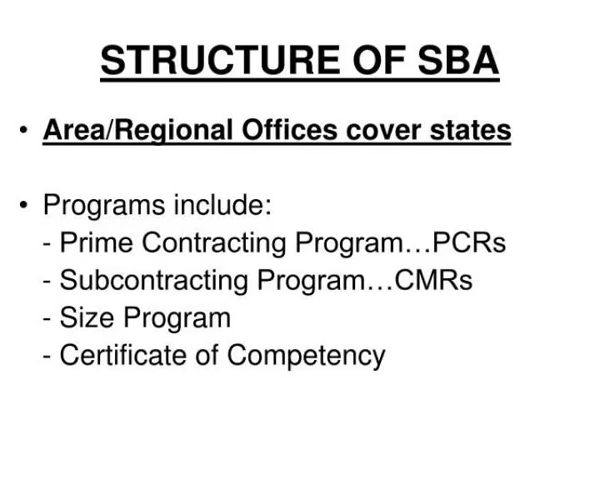 STRUCTURE OF SBA
• Area/Regional Offices cover states
• Programs include:
- Prime Contracting Program…PCRs
- Subcontracting Program…CMRs
- Size Program
- Certificate of Competency